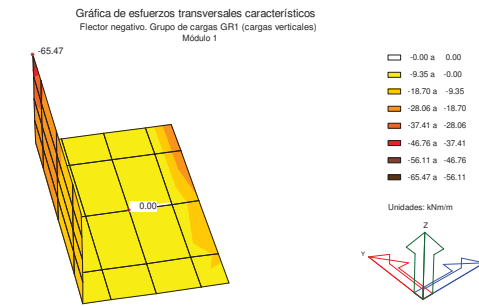 Gráfica de esfuerzos transversales característicos
Flector negativo. Grupo de cargas GR1 (cargas verticales)
Módulo 1
-65.47
0.00
-0.00 a 0.00
-9.35 a -0.00
-18.70 a -9.35
-28.06 a -18.70
-37.41 a -28.06
-46.76 a -37.41
-56.11 a -46.76
-65.47 a -56.11
Unidades: kNm/m
Z
Y